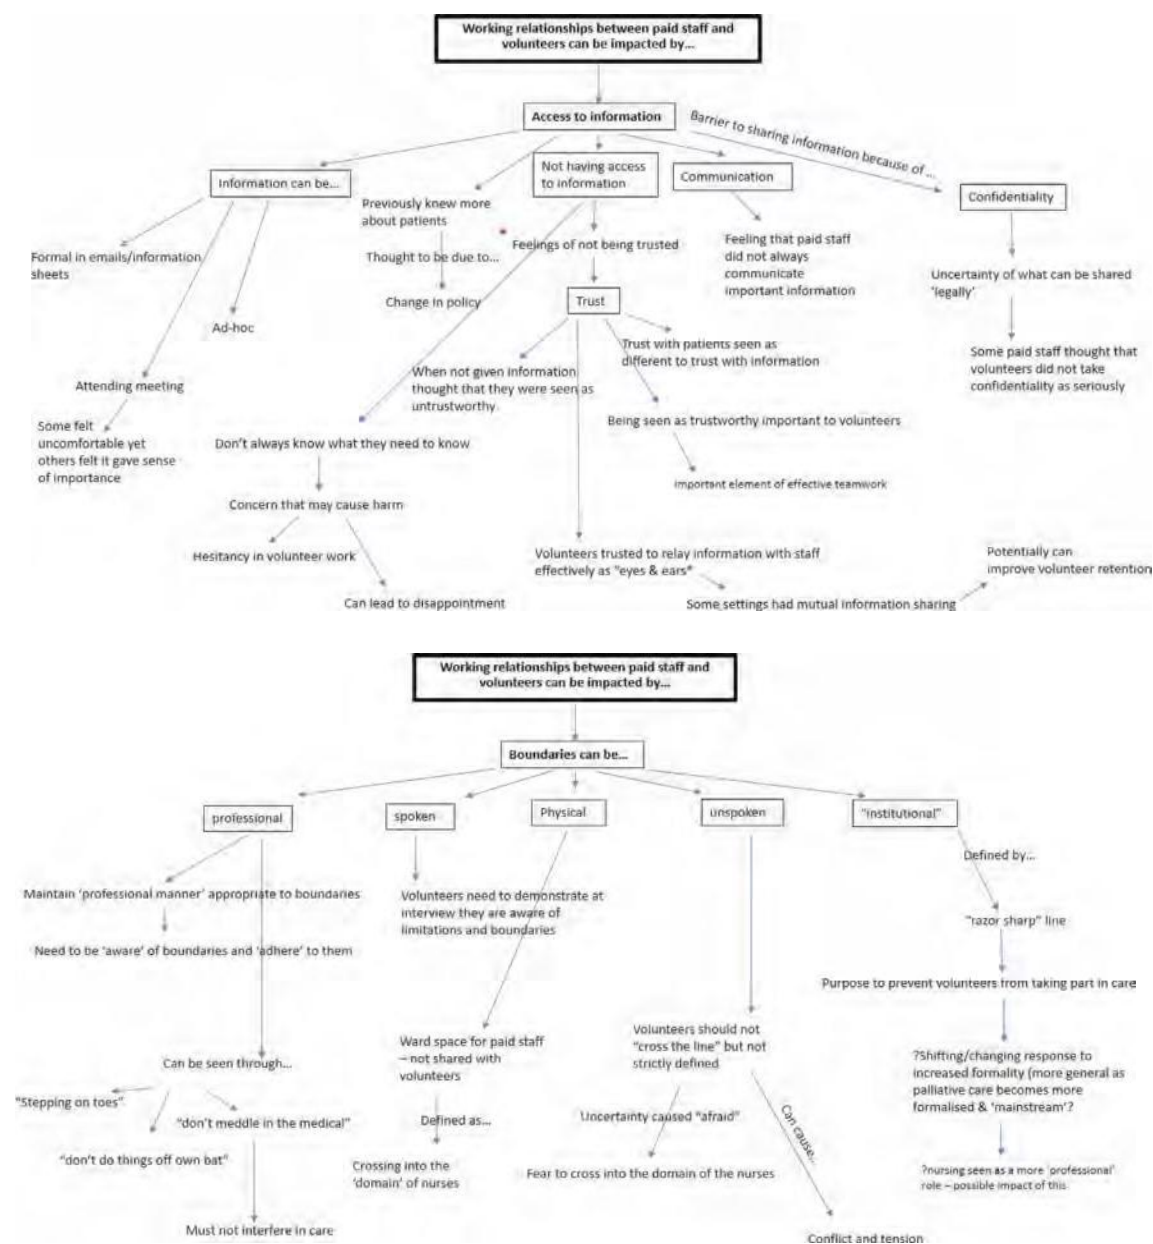 Working relationships between paid staff and
volunteers can be impacted by...
Access to information
Barrier to sharing information because of ...
Information can be...
Previously knew more
about patients
Not having access
to information
Communication
Confidentiality
Formal in emails/information
sheets
Ad-hoc
Attending meeting
Some felt
uncomfortable yet
others felt it gave sense
of importance
Thought to be due to...
Change in policy
Feelings of not being trusted
Trust
Feeling that paid staff
did not always
communicate
important information
Uncertainty of what can be shared
‘legally’
Some paid staff thought that
volunteers did not take
confidentiality as seriously
When not given information
thought that they were seen as
untrustworthy
Trust with patients seen as
different to trust with information
Being seen as trustworthy important to volunteers
important element of effective teamwork
Don’t always know what they need to know
Concern that may cause harm
Hesitancy in volunteer work
Can lead to disappointment
Volunteers trusted to relay information with staff
effectively as “eyes & ears”
Some settings had mutual information sharing
Potentially can
improve volunteer retention
Working relationships between paid staff and
volunteers can be impacted by...
Boundaries can be...
professional
spoken
Physical
unspoken
“institutional”
Maintain ‘professional manner’ appropriate to boundaries
Need to be ‘aware’ of boundaries and ‘adhere’ to them
Can be seen through...
“Stepping on toes”
“don’t do things off own bat”
“don’t meddle in the medical”
Must not interfere in care
Volunteers need to demonstrate at
interview they are aware of
limitations and boundaries
Ward space for paid staff
– not shared with
volunteers
Defined as...
Crossing into the
‘domain’ of nurses
Volunteers should not
“cross the line” but not
strictly defined
Uncertainty caused “afraid”
Fear to cross into the domain of the nurses
Can cause...
Conflict and tension
Defined by...
“razor sharp” line
Purpose to prevent volunteers from taking part in care
?Shifting/changing response to
increased formality (more general as
palliative care becomes more
formalised & ‘mainstream’?
?nursing seen as a more ‘professional’
role – possible impact of this